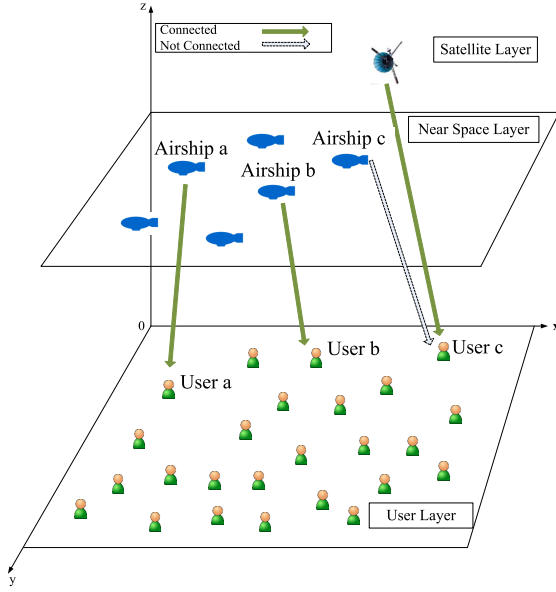 z
Connected
Not Connected
Satellite Layer
Near Space Layer
Airship a
Airship b
Airship c
0
x
User a
User b
User c
User Layer
y